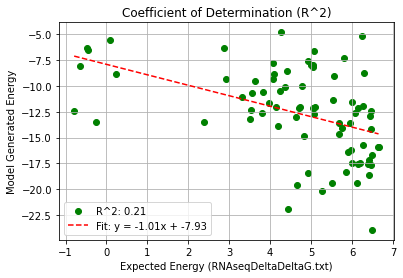 Coefficient of Determination (R^2)
Model Generated Energy
−5.0
−7.5
−10.0
−12.5
−15.0
−17.5
−20.0
−22.5
R^2: 0.21
Fit: y = -1.01x + -7.93
−1 0 1 2 3 4 5 6 7
Expected Energy (RNAseqDeltaDeltaG.txt)